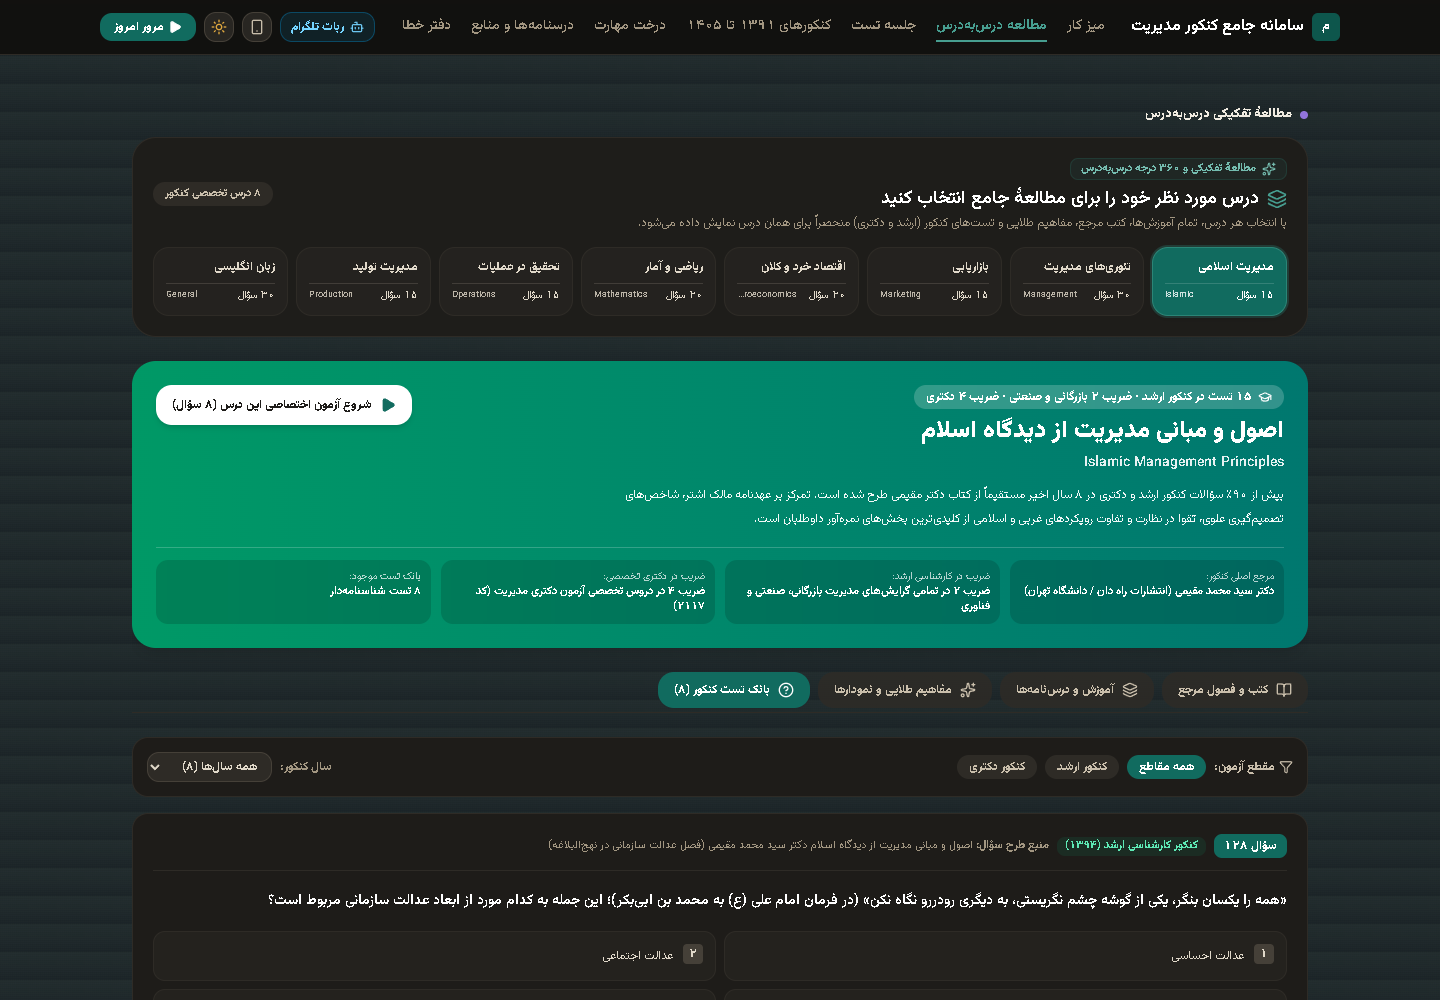 م
سامانه جامع کنکور مدیریت
میز کار
مطالعه درس‌به‌درس
جلسه تست
کنکورهای ۱۳۹۱ تا ۱۴۰۵
درخت مهارت
درسنامه‌ها و منابع
دفتر خطا
ربات تلگرام
مرور امروز
مطالعهٔ تفکیکی درس‌به‌درس
مطالعهٔ تفکیکی و ۳۶۰ درجه درس‌به‌درس
درس مورد نظر خود را برای مطالعهٔ جامع انتخاب کنید
با انتخاب هر درس، تمام آموزش‌ها، کتب مرجع، مفاهیم طلایی و تست‌های کنکور (ارشد و دکتری) منحصراً برای همان درس نمایش داده می‌شود.
۸ درس تخصصی کنکور
مدیریت اسلامی
۱۵ سؤال Islamic
تئوری‌های مدیریت
۳۰ سؤال Management
بازاریابی
۱۵ سؤال Marketing
اقتصاد خرد و کلان
۲۰ سؤال ...roeconomics
ریاضی و آمار
۲۰ سؤال Mathematics
تحقیق در عملیات
۱۵ سؤال Operations
مدیریت تولید
۱۵ سؤال Production
زبان انگلیسی
۳۰ سؤال General
۱۵ تست در کنکور ارشد · ضریب ۲ بازرگانی و صنعتی · ضریب ۴ دکتری
اصول و مبانی مدیریت از دیدگاه اسلام
Islamic Management Principles
بیش از ۹۰٪ سؤالات کنکور ارشد و دکتری در ۸ سال اخیر مستقیماً از کتاب دکتر مقیمی طرح شده است. تمرکز بر عهدنامه مالک اشتر، شاخص‌های
تصمیم‌گیری علوی، تقوا در نظارت و تفاوت رویکردهای غربی و اسلامی از کلیدی‌ترین بخش‌های نمره‌آور داوطلبان است.
شروع آزمون اختصاصی این درس (۸ سؤال)
مرجع اصلی کنکور:
دکتر سید محمد مقیمی (انتشارات راه دان / دانشگاه تهران)
ضریب در کارشناسی ارشد:
ضریب ۲ در تمامی گرایش‌های مدیریت بازرگانی، صنعتی و
فناوری
ضریب در دکتری تخصصی:
ضریب ۴ در دروس تخصصی آزمون دکتری مدیریت (کد
۲۱۱۷)
بانک تست موجود:
۸ تست شناسنامه‌دار
کتب و فصول مرجع
آموزش و درس‌نامه‌ها
مفاهیم طلایی و نمودارها
بانک تست کنکور (۸)
مقطع آزمون:
همه مقاطع
کنکور ارشد
کنکور دکتری
سال کنکور:
همه سال‌ها (۸)
سؤال ۱۲۸
کنکور کارشناسی ارشد (۱۳۹۴)
منبع طرح سؤال: اصول و مبانی مدیریت از دیدگاه اسلام دکتر سید محمد مقیمی (فصل عدالت سازمانی در نهج‌البلاغه)
«همه را یکسان بنگر، یکی از گوشه چشم نگریستی، به دیگری رودررو نگاه نکن» (در فرمان امام علی (ع) به محمد بن ابی‌بکر)؛ این جمله به کدام مورد از ابعاد عدالت سازمانی مربوط است؟
۱ عدالت احساسی
۲ عدالت اجتماعی